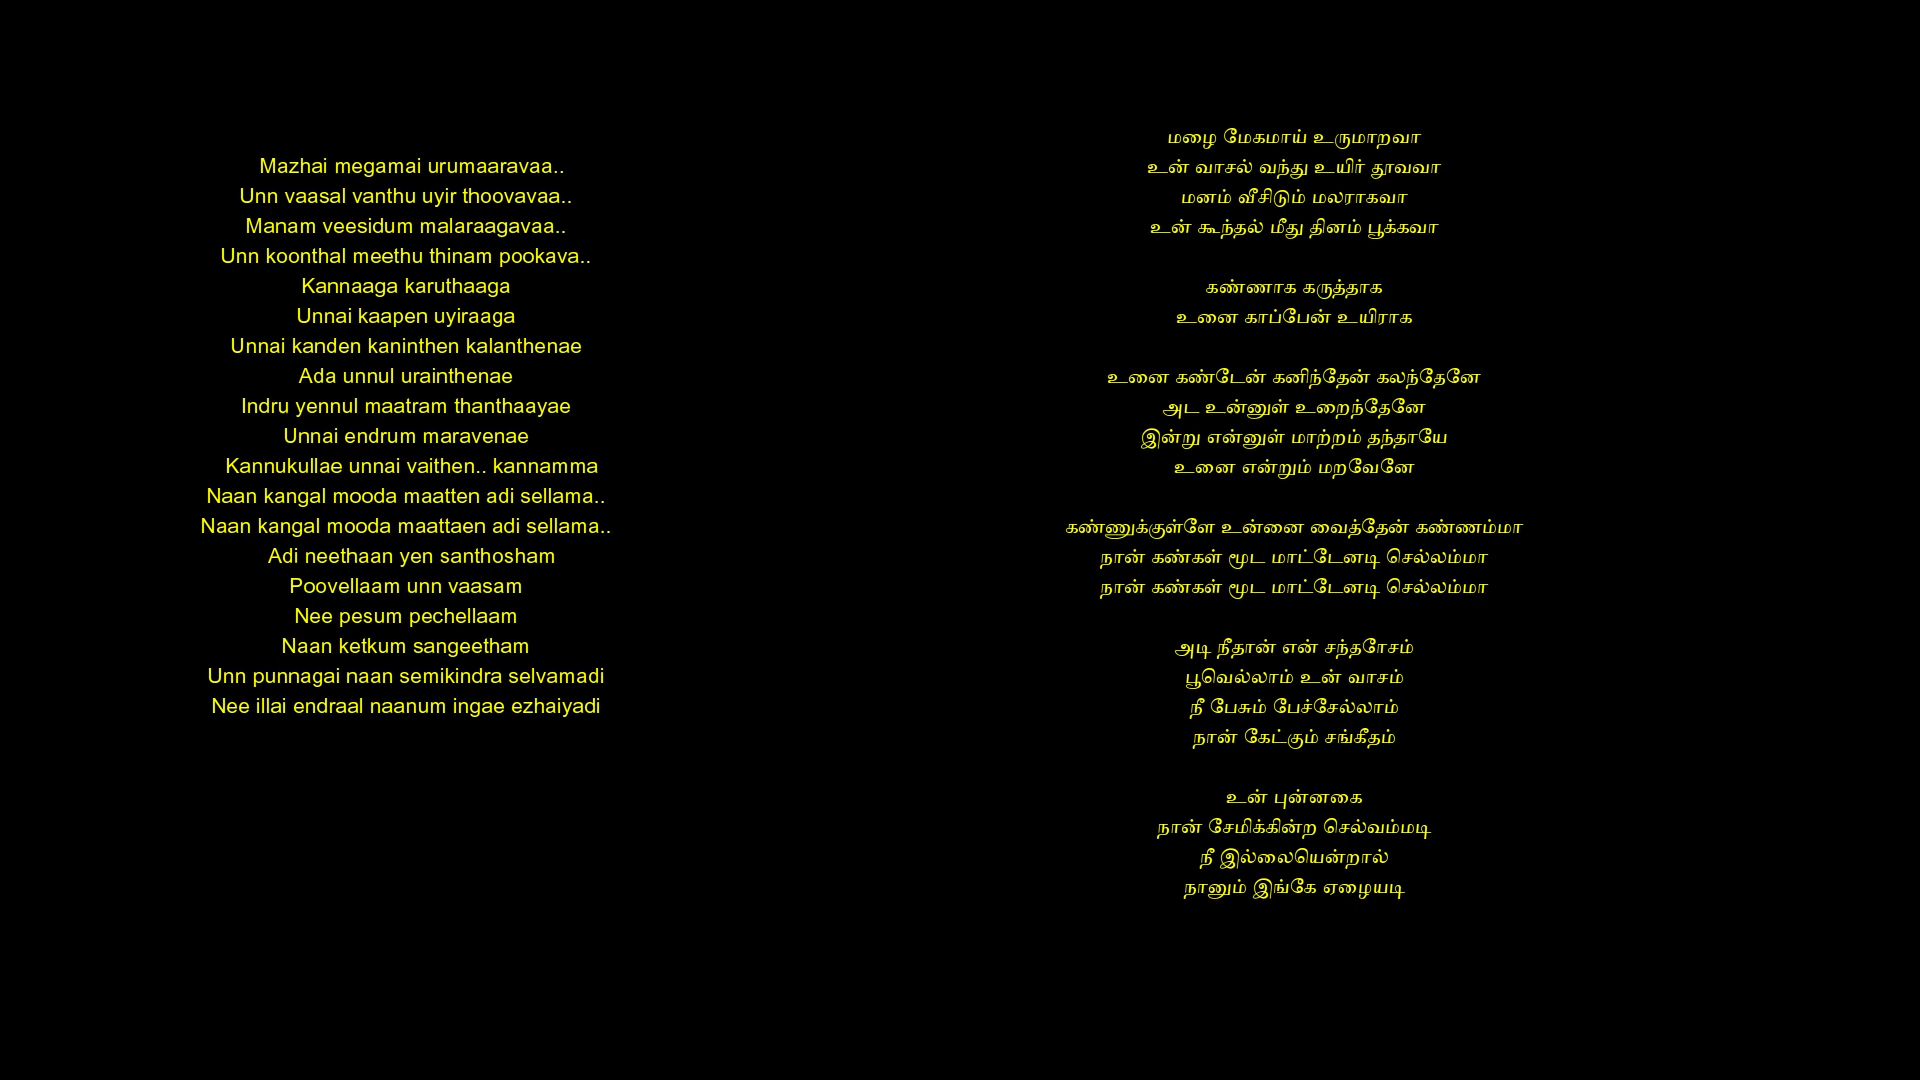 Mazhai megamai urumaaravaa..
Unn vaasal vanthu uyir thoovavaa..
Manam veesidum malaraagavaa..
Unn koonthal meethu thinam pookava..
Kannaaga karuthaaga
Unnai kaapen uyiraaga
Unnai kanden kaninthen kalanthenae
Ada unnul urainthenae
Indru yennul maatram thanthaayae
Unnai endrum maravenae
Kannukullae unnai vaithen.. kannamma
Naan kangal mooda maatten adi sellama..
Naan kangal mooda maattaen adi sellama..
Adi neethaan yen santhosham
Poovellaam unn vaasam
Nee pesum pechellaam
Naan ketkum sangeetham
Unn punnagai naan semikindra selvamadi
Nee illai endraal naanum ingae ezhaiyadi
மழை மேகமாய் உருமாறவா
உன் வாசல் வந்து உயிர் தூவவா
மனம் வீசிடும் மலராகவா
உன் கூந்தல் மீது தினம் பூக்கவா
கண்ணாக கருத்தாக
உனை காப்பேன் உயிராக
உனை கண்டேன் கனிந்தேன் கலந்தேனே
அட உன்னுள் உறைந்தேனே
இன்று என்னுள் மாற்றம் தந்தாயே
உனை என்றும் மறவேனே
கண்ணுக்குள்ளே உன்னை வைத்தேன் கண்ணம்மா
நான் கண்கள் மூட மாட்டேனடி செல்லம்மா
நான் கண்கள் மூட மாட்டேனடி செல்லம்மா
அடி நீதான் என் சந்தரோசம்
பூவெல்லாம் உன் வாசம்
நீ பேசும் பேச்சேல்லாம்
நான் கேட்கும் சங்கீதம்
உன் புன்னகை
நான் சேமிக்கின்ற செல்வம்மடி
நீ இல்லையென்றால்
நானும் இங்கே ஏழையடி